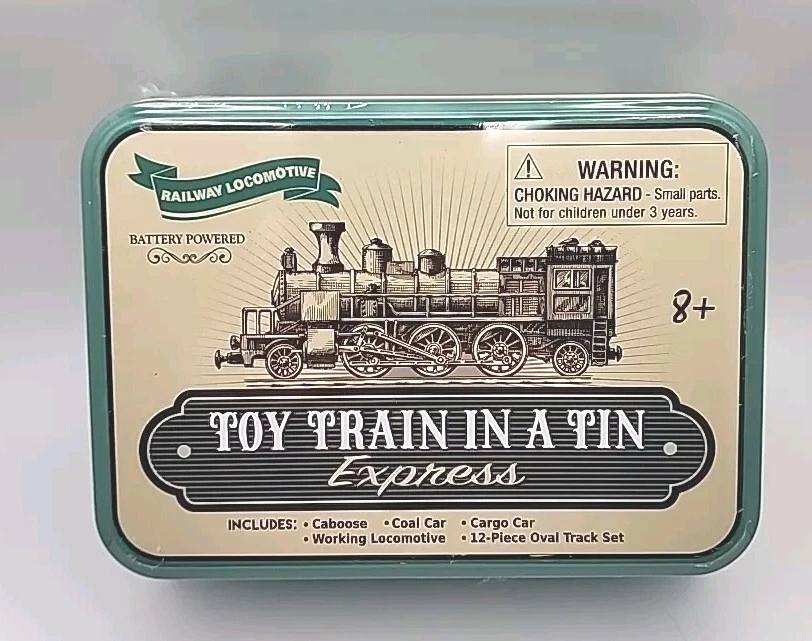 RAILWAY LOCOMOTIVE
BATTERY POWERED
WARNING:
CHOKING HAZARD - Small parts.
Not for children under 3 years.
8+
TOY TRAIN IN A TIN
Express
INCLUDES: • Caboose • Coal Car • Cargo Car
• Working Locomotive • 12-Piece Oval Track Set